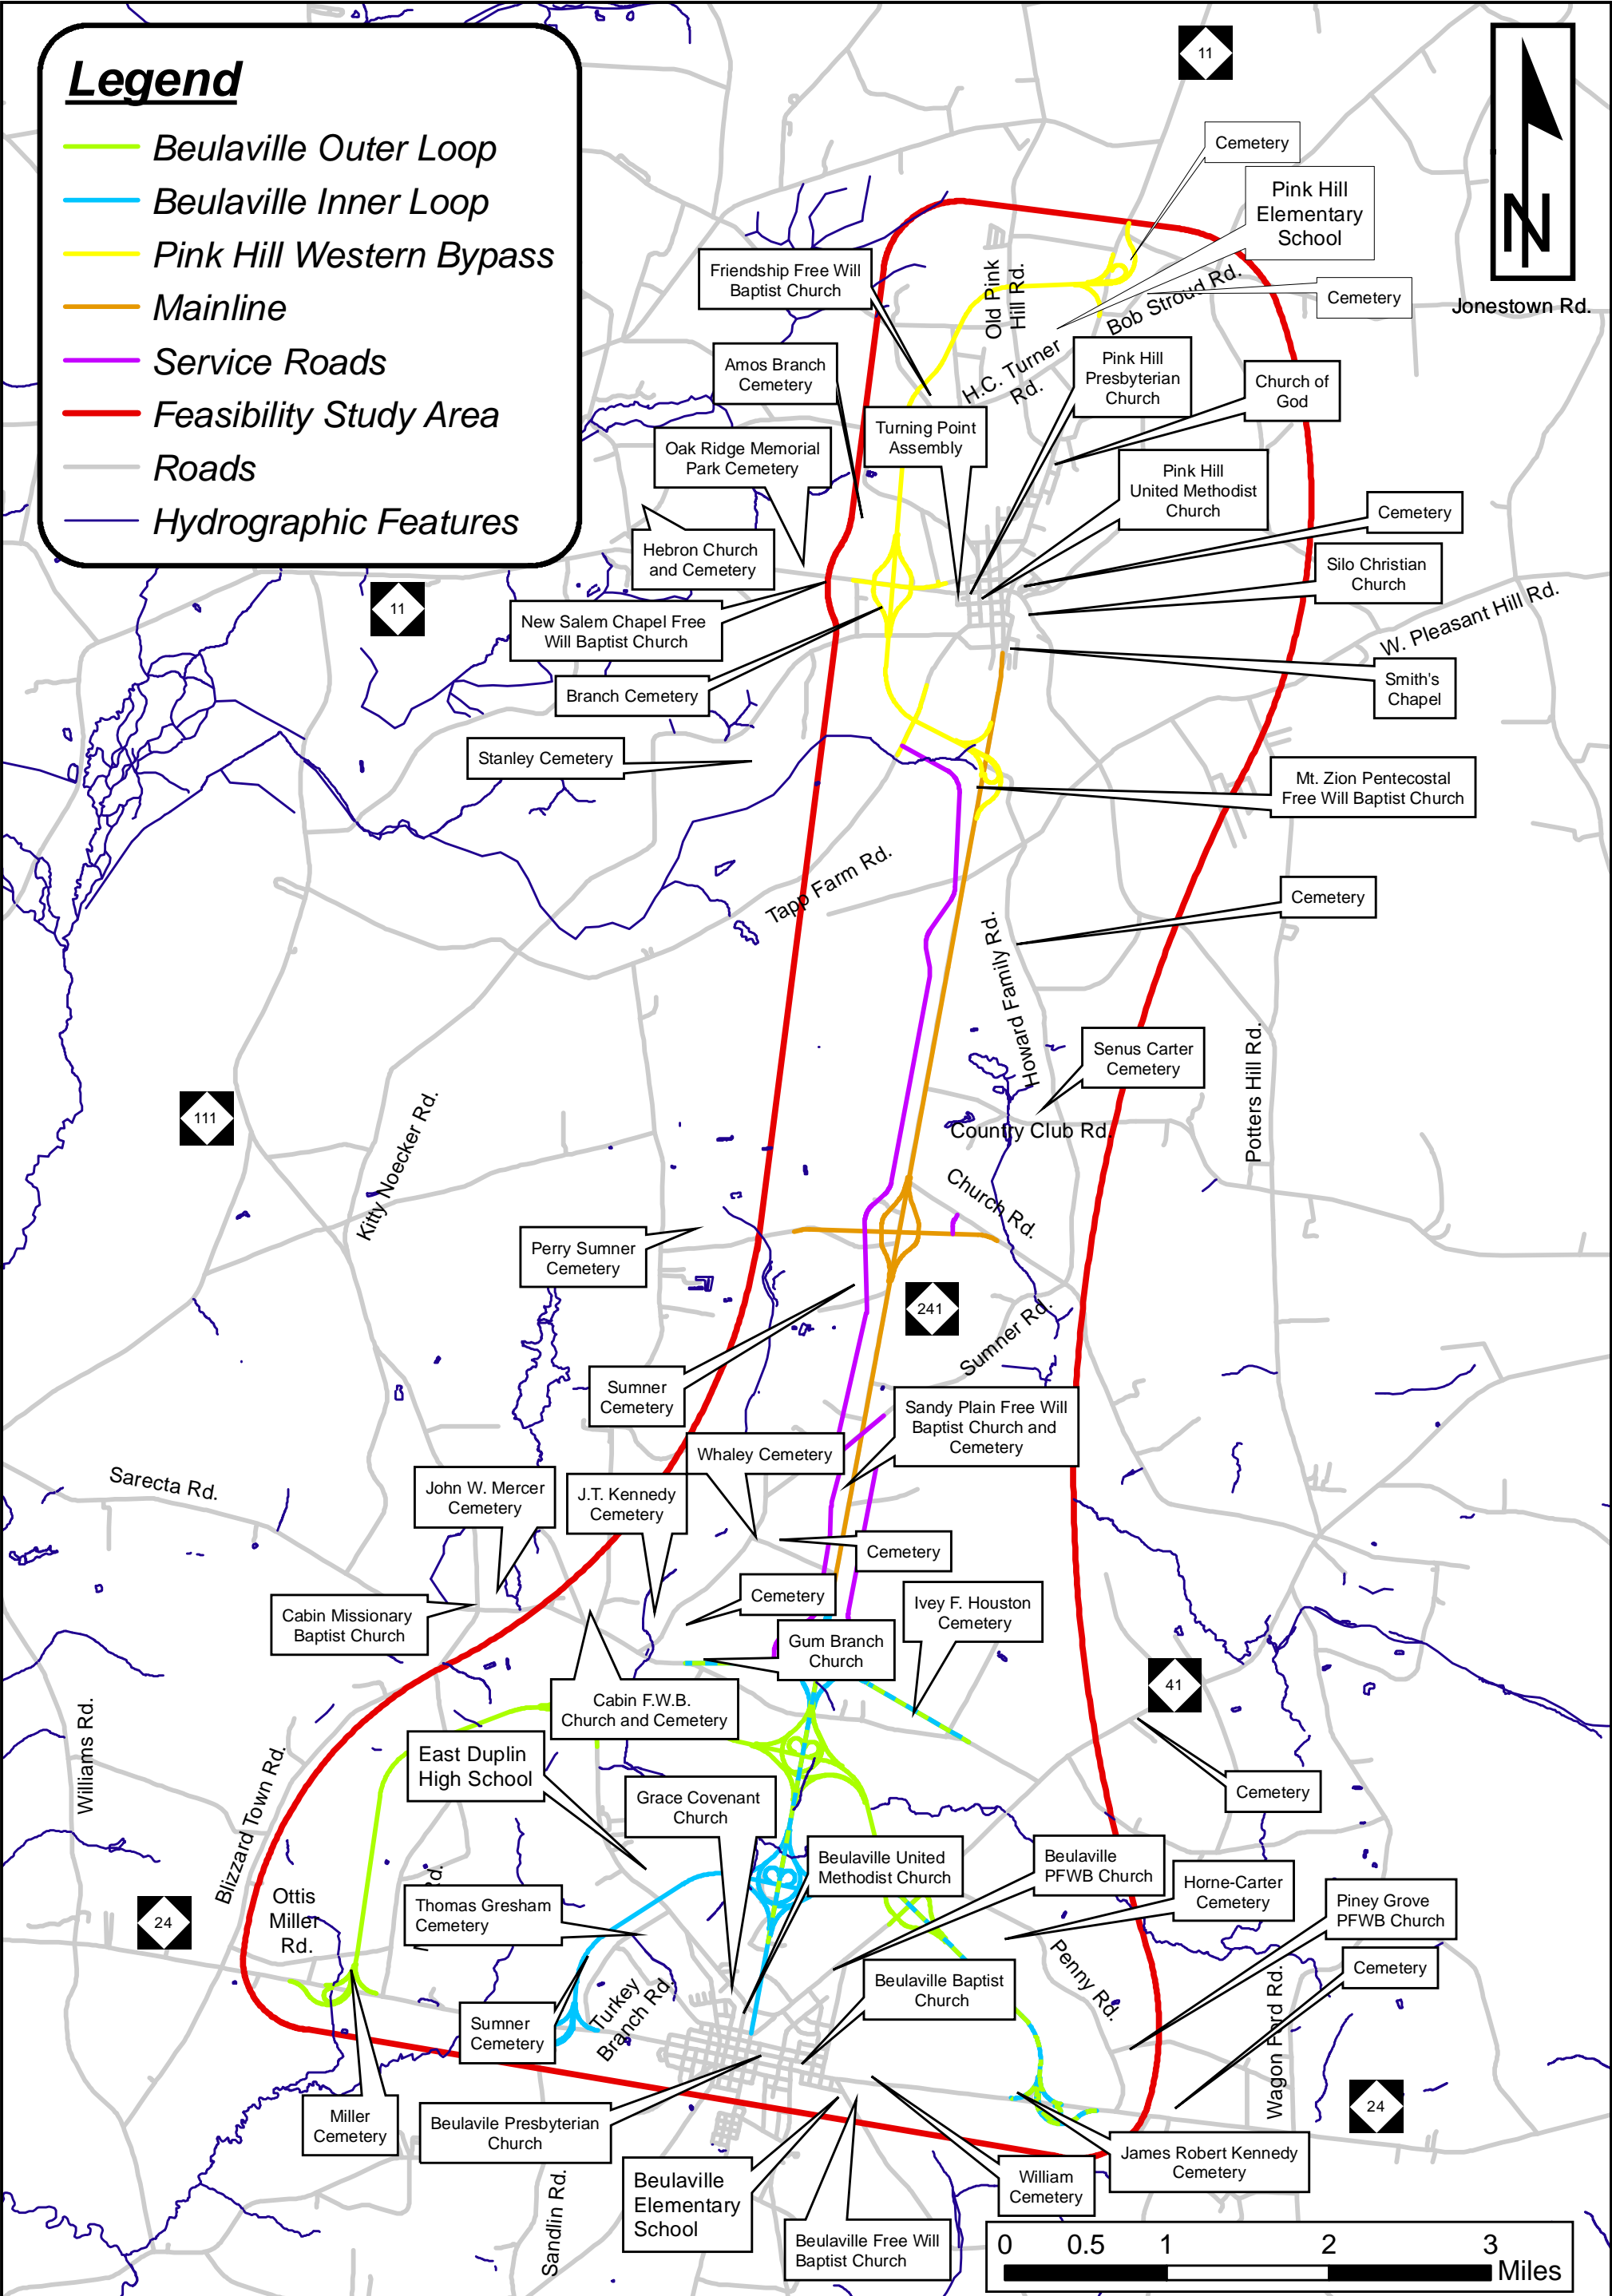 Legend
Beulaville Outer Loop
Beulaville Inner Loop
Pink Hill Western Bypass
Mainline
Service Roads
Feasibility Study Area
Roads
Hydrographic Features
11
N
Cemetery
Pink Hill
Elementary
School
Cemetery
Jonestown Rd.
Bob Stroud Rd.
Old Pink
Hill Rd.
Friendship Free Will
Baptist Church
H.C. Turner
Rd.
Amos Branch
Cemetery
Pink Hill
Presbyterian
Church
Church of
God
Turning Point
Assembly
Oak Ridge Memorial
Park Cemetery
Pink Hill
United Methodist
Church
Cemetery
Hebron Church
and Cemetery
Silo Christian
Church
11
New Salem Chapel Free
Will Baptist Church
W. Pleasant Hill Rd.
Branch Cemetery
Smith's
Chapel
Stanley Cemetery
Mt. Zion Pentecostal
Free Will Baptist Church
Tapp Farm Rd.
Cemetery
Howard Family Rd.
Senus Carter
Cemetery
Potters Hill Rd.
111
Kitty Noecker Rd.
Country Club Rd.
Church Rd.
Perry Sumner
Cemetery
241
Sumner Rd.
Sumner
Cemetery
Sandy Plain Free Will
Baptist Church and
Cemetery
Whaley Cemetery
Sarecta Rd.
John W. Mercer
Cemetery
J.T. Kennedy
Cemetery
Cemetery
Cemetery
Ivey F. Houston
Cemetery
Cabin Missionary
Baptist Church
Gum Branch
Church
41
Cabin F.W.B.
Church and Cemetery
Williams Rd.
East Duplin
High School
Blizzard Town Rd.
Cemetery
Grace Covenant
Church
Beulaville United
Methodist Church
Beulaville
PFWB Church
Horne-Carter
Cemetery
Piney Grove
PFWB Church
24
Ottis
Miller
Rd.
Rd.
Thomas Gresham
Cemetery
Cemetery
Penny Rd.
Beulaville Baptist
Church
Wagon Ford Rd.
Turkey
Branch Rd.
Sumner
Cemetery
24
Miller
Cemetery
Beulavile Presbyterian
Church
James Robert Kennedy
Cemetery
William
Cemetery
Sandlin Rd.
Beulaville
Elementary
School
Beulaville Free Will
Baptist Church
0 0.5 1 2 3
Miles